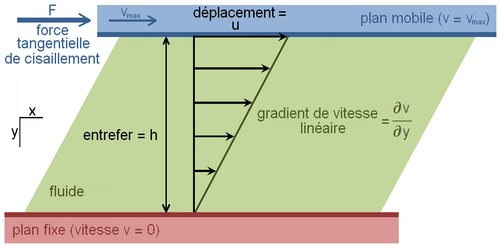 F
force
tangentielle
de cisaillement
Vmax
déplacement =
u
plan mobile (v = vmax)
x
y
entrefer = h
gradient de vitesse
linéaire
= ∂v/∂y
fluide
plan fixe (vitesse v = 0)